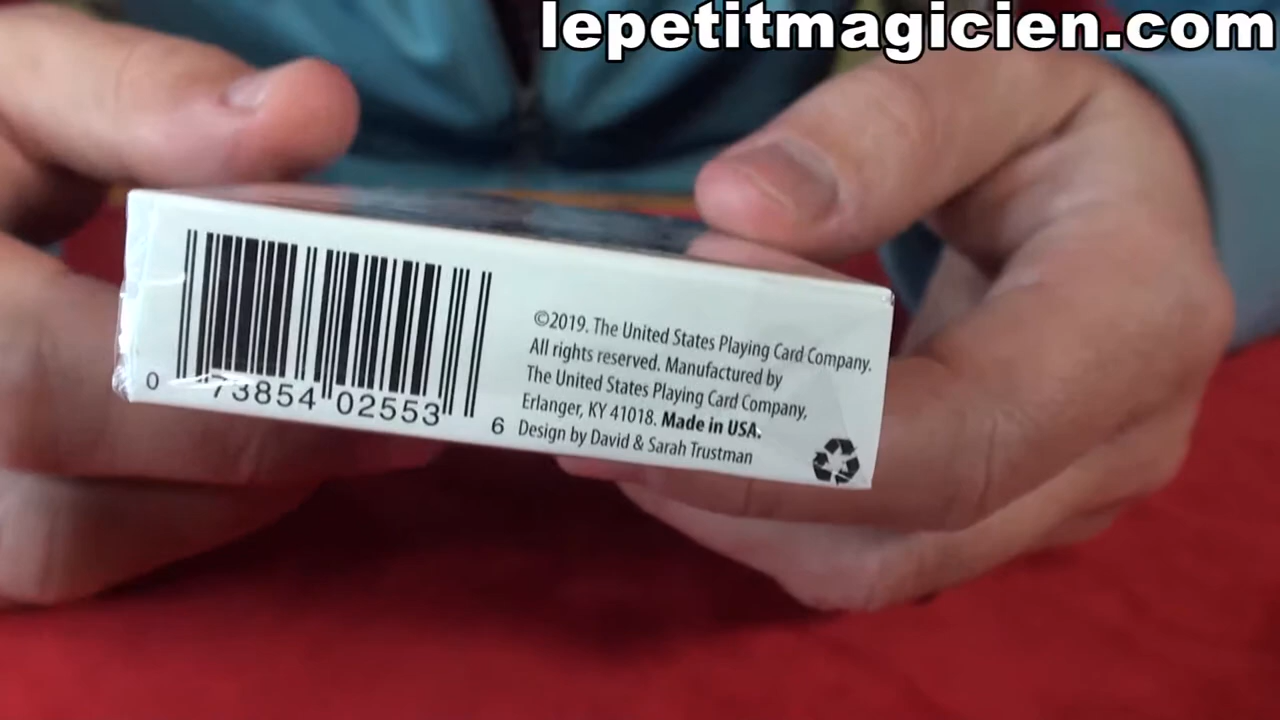 lepetitmagicien.com
©2019. The United States Playing Card Company.
All rights reserved. Manufactured by
The United States Playing Card Company,
Erlanger, KY 41018. Made in USA.
Design by David & Sarah Trustman
0 73854 02553 6